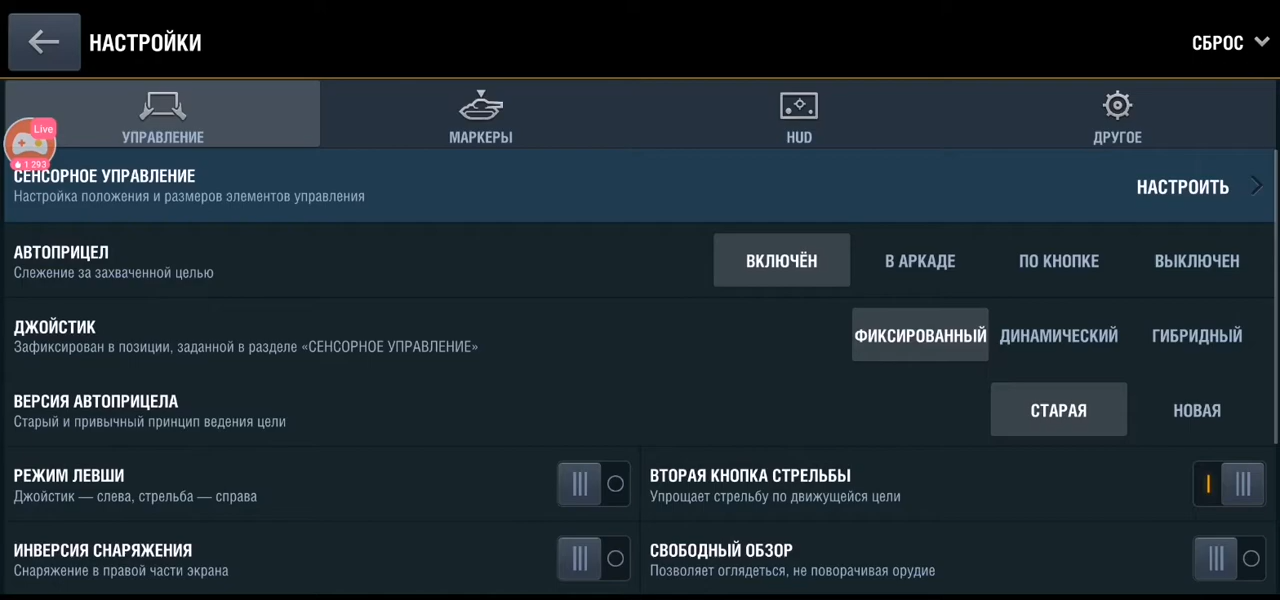 НАСТРОЙКИ
СБРОС
УПРАВЛЕНИЕ
МАРКЕРЫ
HUD
ДРУГОЕ
Live
1 293
СЕНСОРНОЕ УПРАВЛЕНИЕ
Настройка положения и размеров элементов управления
НАСТРОИТЬ
АВТОПРИЦЕЛ
Слежение за захваченной целью
ВКЛЮЧЁН
В АРКАДЕ
ПО КНОПКЕ
ВЫКЛЮЧЕН
ДЖОЙСТИК
Зафиксирован в позиции, заданной в разделе «СЕНСОРНОЕ УПРАВЛЕНИЕ»
ФИКСИРОВАННЫЙ
ДИНАМИЧЕСКИЙ
ГИБРИДНЫЙ
ВЕРСИЯ АВТОПРИЦЕЛА
Старый и привычный принцип ведения цели
СТАРАЯ
НОВАЯ
РЕЖИМ ЛЕВШИ
Джойстик — слева, стрельба — справа
ВТОРАЯ КНОПКА СТРЕЛЬБЫ
Упрощает стрельбу по движущейся цели
ИНВЕРСИЯ СНАРЯЖЕНИЯ
Снаряжение в правой части экрана
СВОБОДНЫЙ ОБЗОР
Позволяет оглядеться, не поворачивая орудие